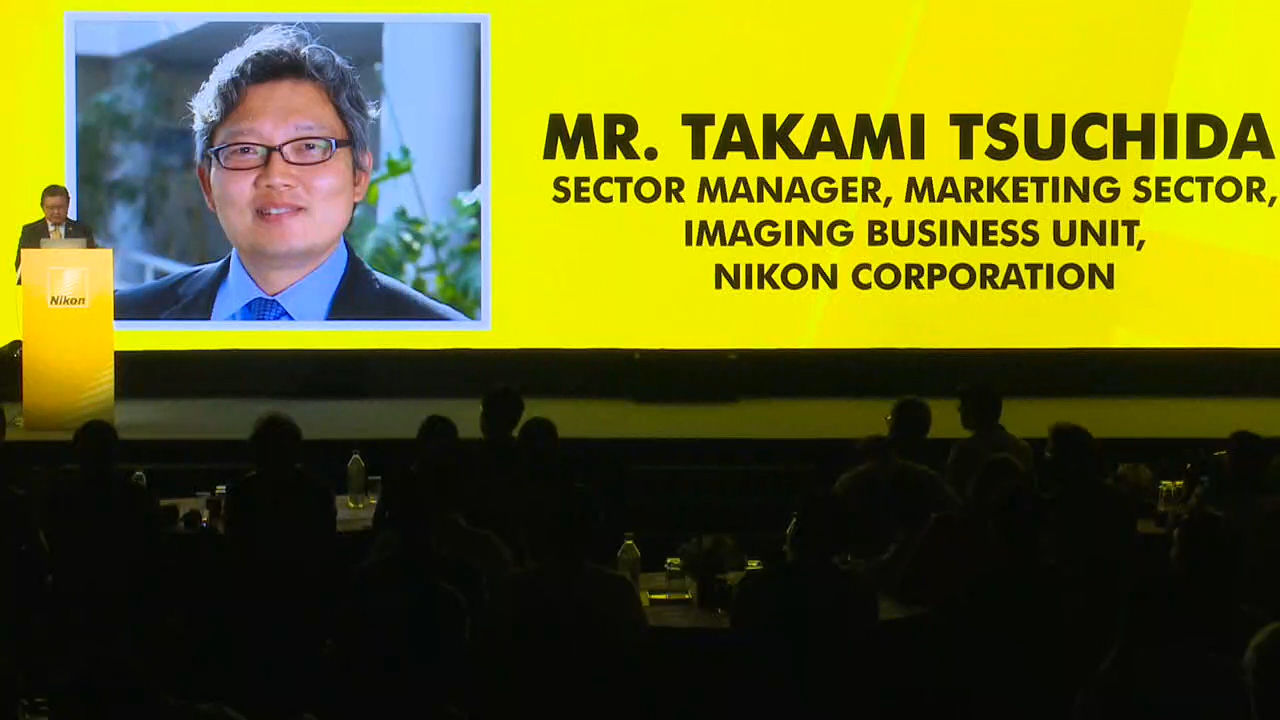 MR. TAKAMI TSUCHIDA
SECTOR MANAGER, MARKETING SECTOR,
IMAGING BUSINESS UNIT,
NIKON CORPORATION
Nikon